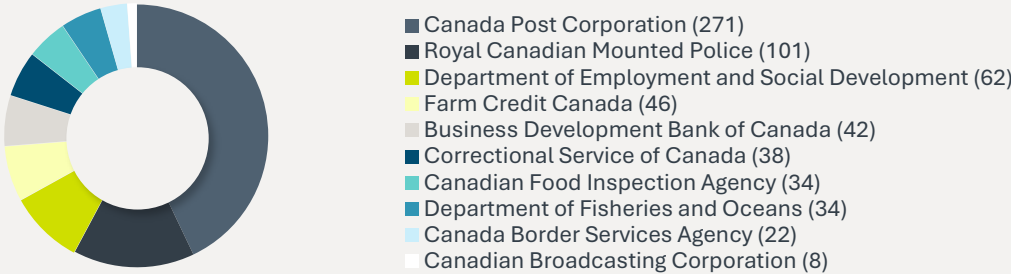 Canada Post Corporation (271)
Royal Canadian Mounted Police (101)
Department of Employment and Social Development (62)
Farm Credit Canada (46)
Business Development Bank of Canada (42)
Correctional Service of Canada (38)
Canadian Food Inspection Agency (34)
Department of Fisheries and Oceans (34)
Canada Border Services Agency (22)
Canadian Broadcasting Corporation (8)